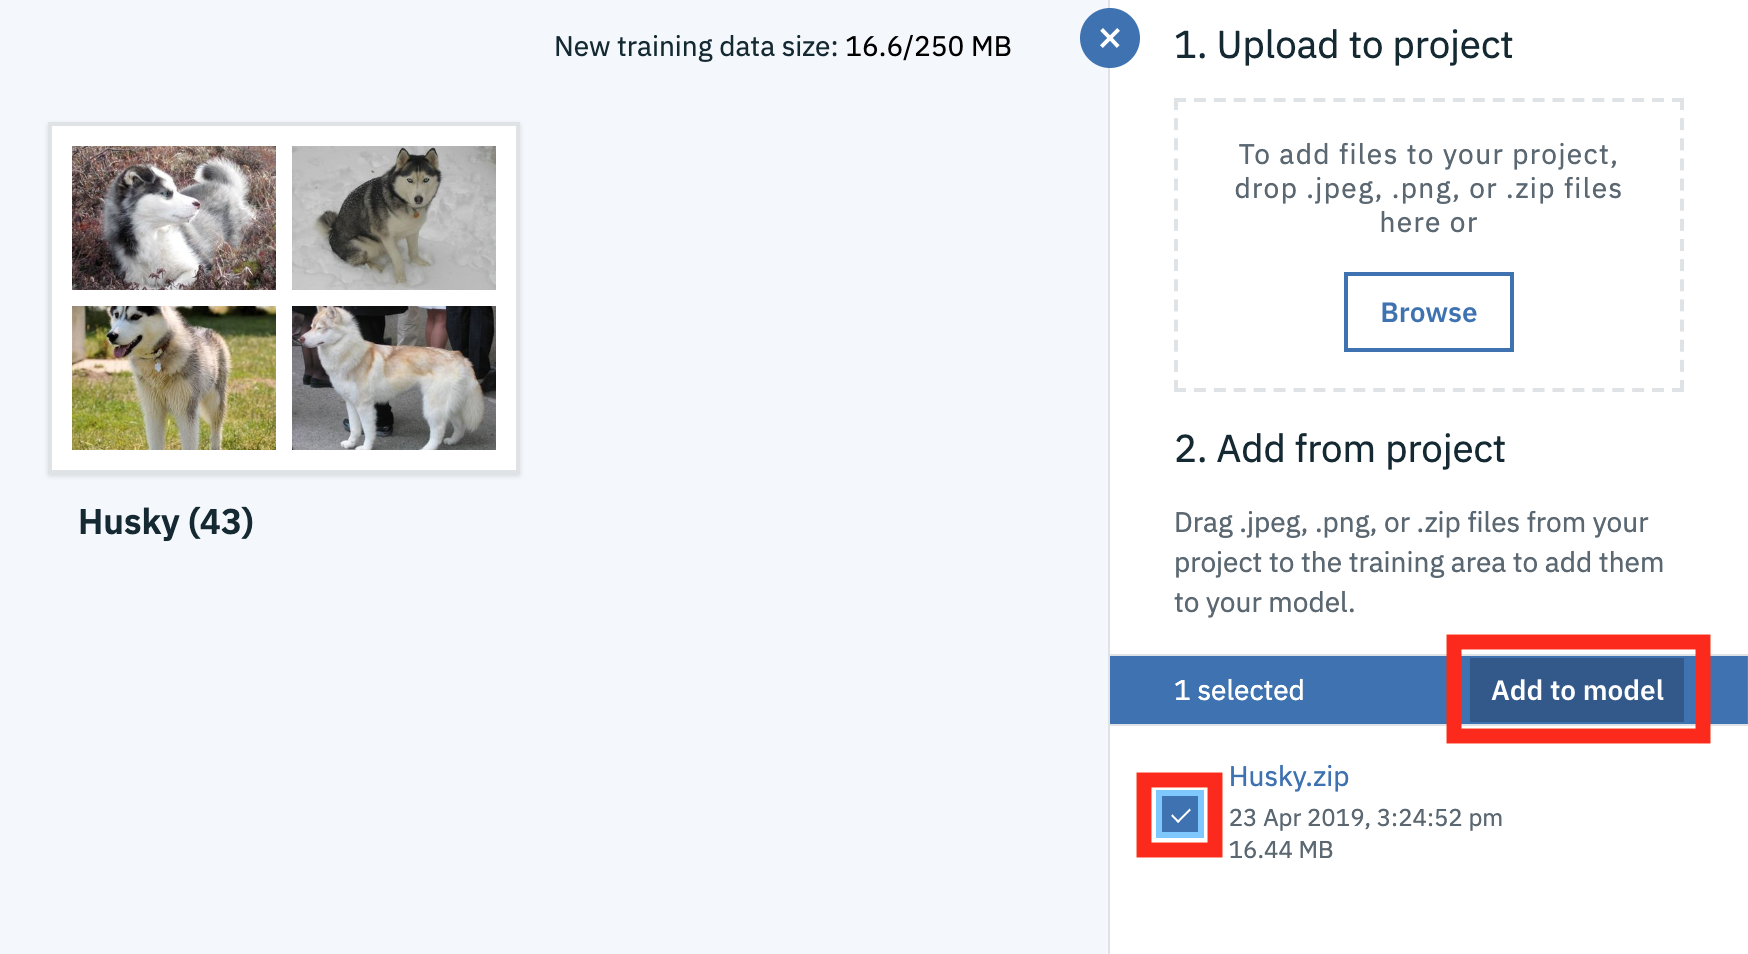 New training data size: 16.6/250 MB
Husky (43)
1. Upload to project
To add files to your project,
drop .jpeg, .png, or .zip files
here or
Browse
2. Add from project
Drag .jpeg, .png, or .zip files from your
project to the training area to add them
to your model.
1 selected
Add to model
Husky.zip
23 Apr 2019, 3:24:52 pm
16.44 MB